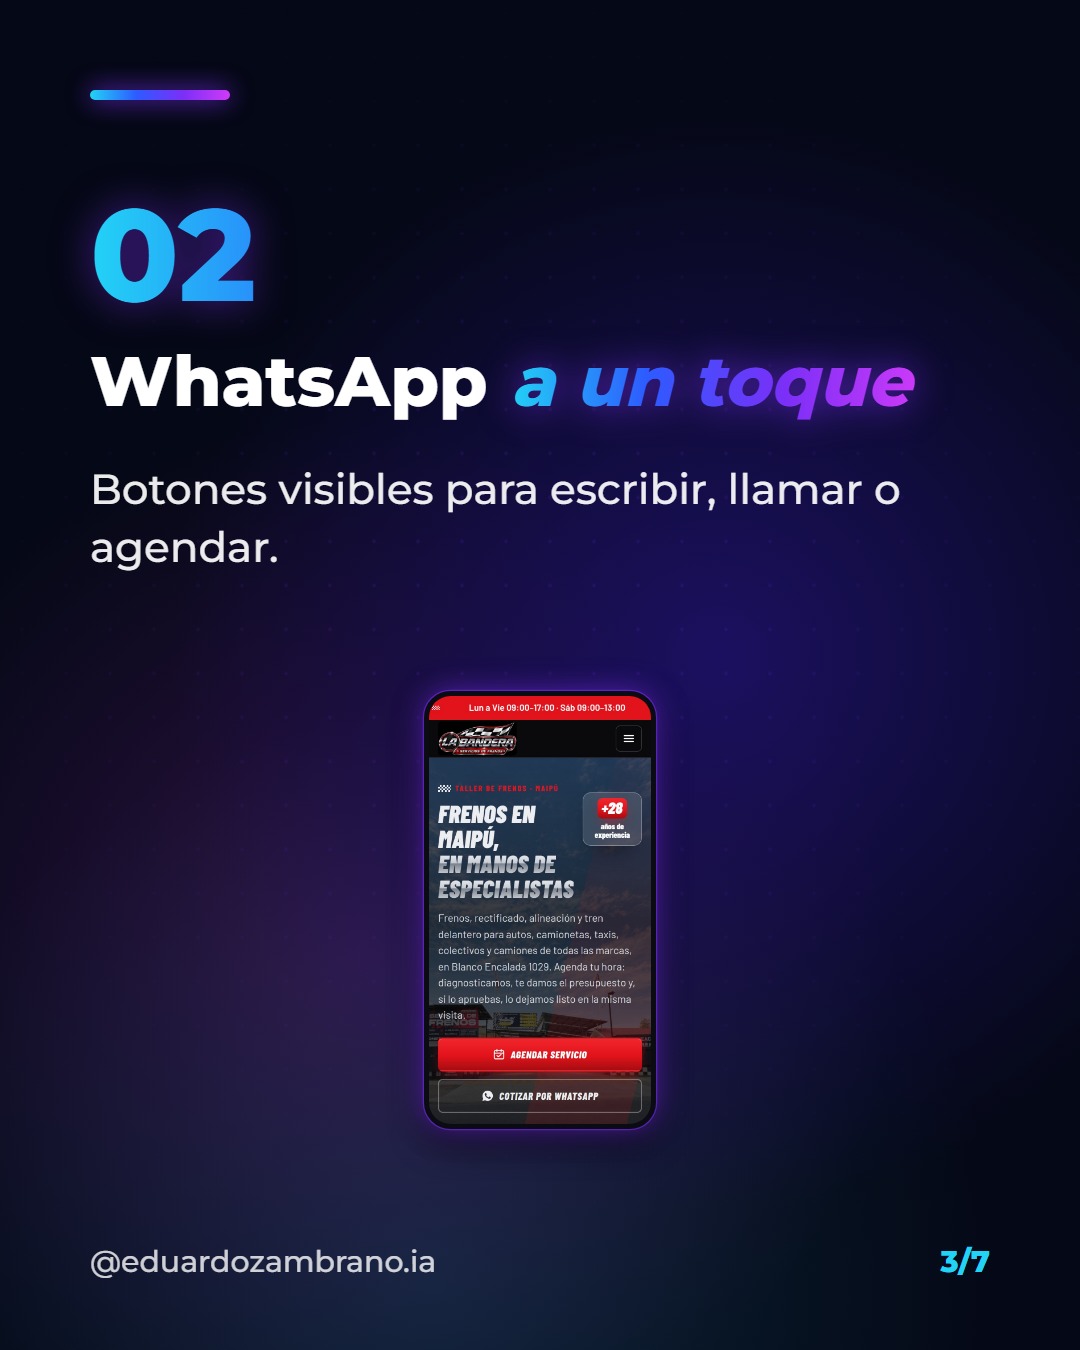 02
WhatsApp a un toque
Botones visibles para escribir, llamar o
agendar.
Lun a Vie 09:00–17:00 · Sáb 09:00–13:00
LA BANDERA
SERVICIO DE FRENOS
TALLER DE FRENOS · MAIPÚ
FRENOS EN
MAIPÚ,
EN MANOS DE
ESPECIALISTAS
+28
años de
experiencia
Frenos, rectificado, alineación y tren
delantero para autos, camionetas, taxis,
colectivos y camiones de todas las marcas,
en Blanco Encalada 1029. Agenda tu hora:
diagnosticamos, te damos el presupuesto y,
si lo apruebas, lo dejamos listo en la misma
visita.
FRENOS
AGENDAR SERVICIO
COTIZAR POR WHATSAPP
@eduardozambrano.ia
3/7